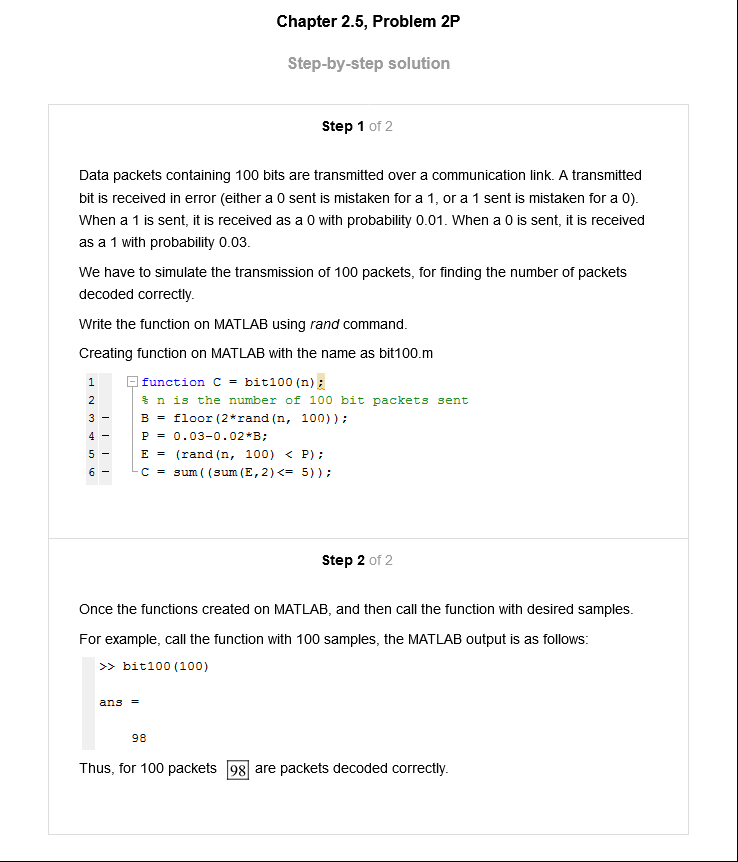 Chapter 2.5, Problem 2P
Step-by-step solution
Step 1 of 2
Data packets containing 100 bits are transmitted over a communication link. A transmitted
bit is received in error (either a 0 sent is mistaken for a 1, or a 1 sent is mistaken for a 0).
When a 1 is sent, it is received as a 0 with probability 0.01. When a 0 is sent, it is received
as a 1 with probability 0.03.
We have to simulate the transmission of 100 packets, for finding the number of packets
decoded correctly.
Write the function on MATLAB using rand command.
Creating function on MATLAB with the name as bit100.m
1 function C = bit100(n);
2 % n is the number of 100 bit packets sent
3 – B = floor(2*rand(n, 100));
4 – P = 0.03-0.02*B;
5 – E = (rand(n, 100) < P);
6 – C = sum((sum(E,2)<= 5));
Step 2 of 2
Once the functions created on MATLAB, and then call the function with desired samples.
For example, call the function with 100 samples, the MATLAB output is as follows:
>> bit100(100)
ans =
98
Thus, for 100 packets 98 are packets decoded correctly.